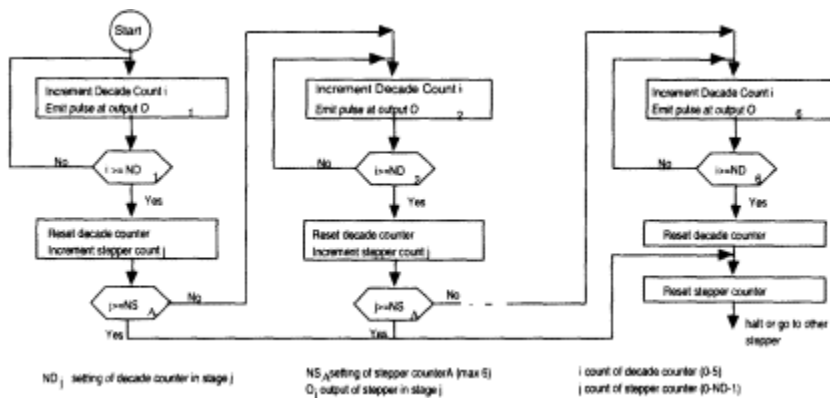 Start
Increment Decade Count i
Emit pulse at output O
1
No
i >= ND
1
Yes
Reset decade counter
Increment stepper count j
j>=NS
A
No
Yes
Increment Decade Count i
Emit pulse at output O
2
No
i>=ND
2
Yes
Reset decade counter
Increment stepper count j
j>=NS
A
No
Yes
Increment Decade Count i
Emit pulse at output O
6
No
i>=ND
6
Yes
Reset decade counter
Reset stepper counter
halt or go to other
stepper
ND j setting of decade counter in stage j
NS A setting of stepper counterA (max 6)
O j output of stepper in stage j
i count of decade counter (0-5)
j count of stepper counter (0-ND-1)